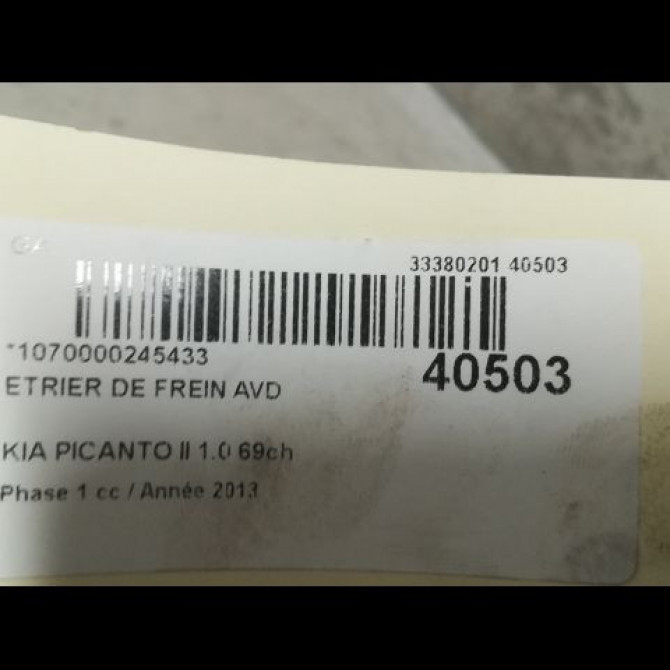 33380201 40503
*1070000245433
40503
ETRIER DE FREIN AVD
KIA PICANTO II 1.0 69ch
Phase 1 cc / Année 2013